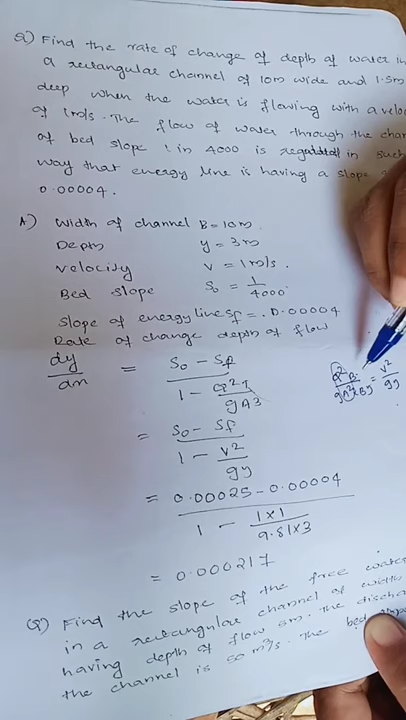 Q) Find the rate of change of depth of water in
a rectangular channel of 10m wide and 1.5m
deep when the water is flowing with a veloc
of 1m/s. The flow of water through the chan
of bed slope 1 in 4000 is regulated in such
way that energy line is having a slope
0.00004.
A) Width of channel B = 10m.
Depth y = 3m
Velocity V = 1m/s.
Bed slope S₀ = 1/4000
Slope of energy line Sf = .0.00004
Rate of change depth of flow
dy/dn = (S₀ - Sf) / (1 - Q²T/gA³)
Q²B/gA²×By = V²/gy
= (S₀ - Sf) / (1 - V²/gy)
= (0.00025 - 0.00004) / (1 - (1×1)/(9.81×3))
= 0.000217
Q) Find the slope of the free water
in a rectangular channel of width
having depth of flow 5m. The discha
the channel is 50 m³/s. The bed